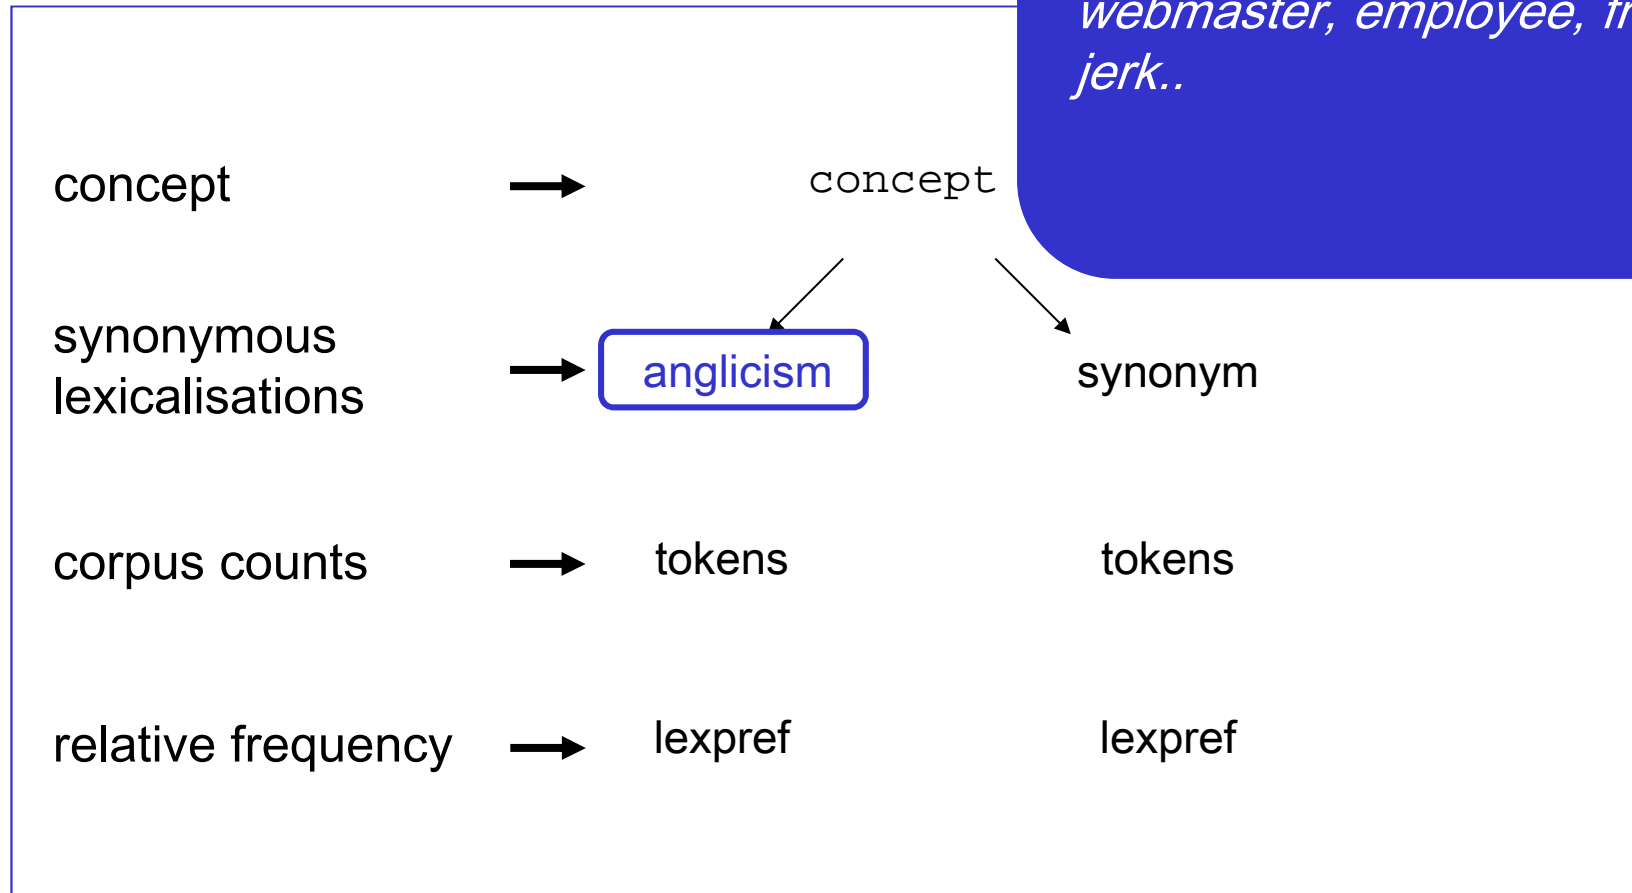 webmaster, employee,
jerk..
concept
concept
synonymous
lexicalisations
anglicism
synonym
corpus counts
tokens
tokens
relative frequency
lexpref
lexpref